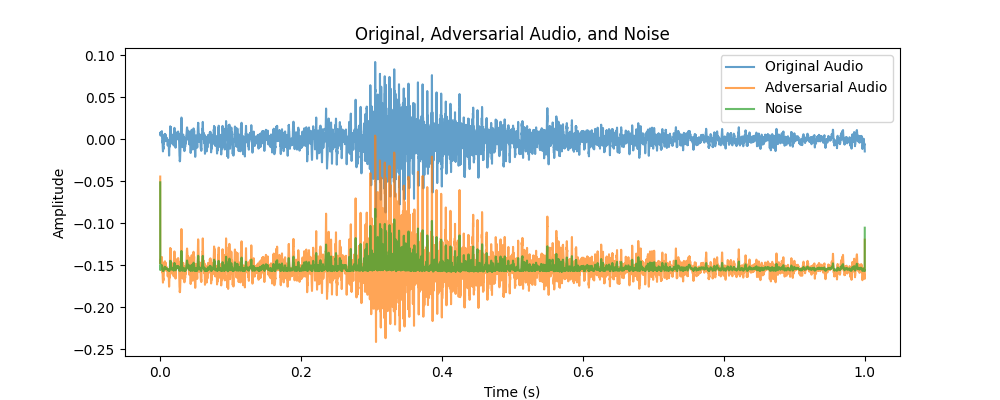 Original, Adversarial Audio, and Noise
Original Audio
Adversarial Audio
Noise
Amplitude
0.10
0.05
0.00
−0.05
−0.10
−0.15
−0.20
−0.25
0.0 0.2 0.4 0.6 0.8 1.0
Time (s)